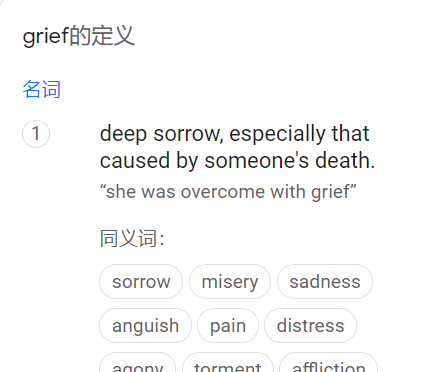 grief的定义
名词
1
deep sorrow, especially that
caused by someone's death.
“she was overcome with grief”
同义词：
sorrow misery sadness
anguish pain distress
agony torment affliction